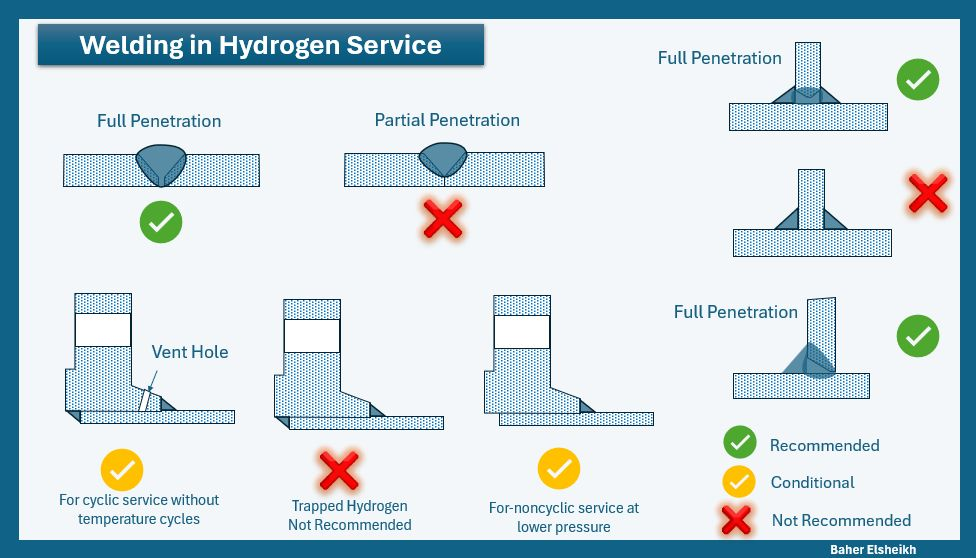 Welding in Hydrogen Service
Full Penetration
Partial Penetration
Full Penetration
Full Penetration
Vent Hole
For cyclic service without
temperature cycles
Trapped Hydrogen
Not Recommended
For-noncyclic service at
lower pressure
Recommended
Conditional
Not Recommended
Baher Elsheikh